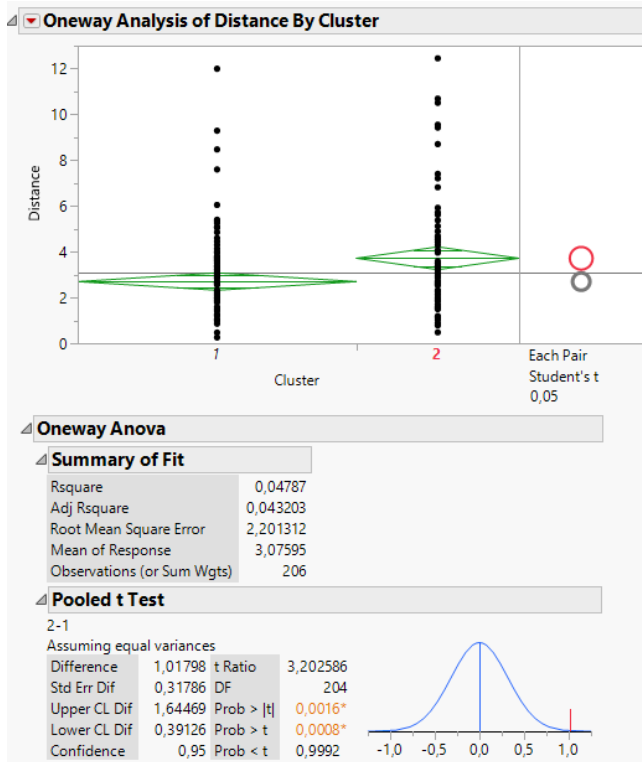 Oneway Analysis of Distance By Cluster
12
10
8
6
4
2
0
Distance
1
2
Cluster
Each Pair
Student's t
0,05
Oneway Anova
Summary of Fit
Rsquare 0,04787
Adj Rsquare 0,043203
Root Mean Square Error 2,201312
Mean of Response 3,07595
Observations (or Sum Wgts) 206
Pooled t Test
2-1
Assuming equal variances
Difference 1,01798 t Ratio 3,202586
Std Err Dif 0,31786 DF 204
Upper CL Dif 1,64469 Prob > |t| 0,0016*
Lower CL Dif 0,39126 Prob > t 0,0008*
Confidence 0,95 Prob < t 0,9992
-1,0 -0,5 0,0 0,5 1,0